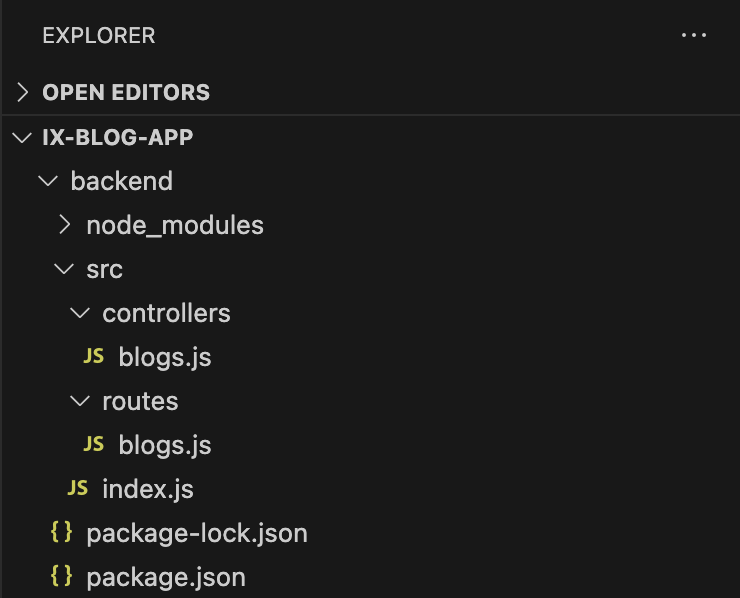 EXPLORER
OPEN EDITORS
IX-BLOG-APP
backend
node_modules
src
controllers
JS blogs.js
routes
JS blogs.js
JS index.js
{} package-lock.json
{} package.json